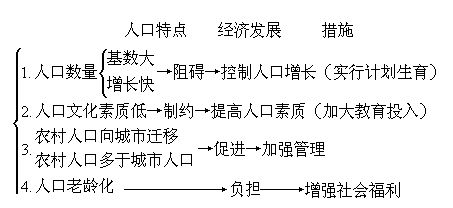 人口特点 经济发展 措施
基数大
1.人口数量 →阻碍→控制人口增长(实行计划生育)
增长快
2.人口文化素质低→制约→提高人口素质(加大教育投入)
农村人口向城市迁移
3. →促进→加强管理
农村人口多于城市人口
4.人口老龄化 →负担→增强社会福利